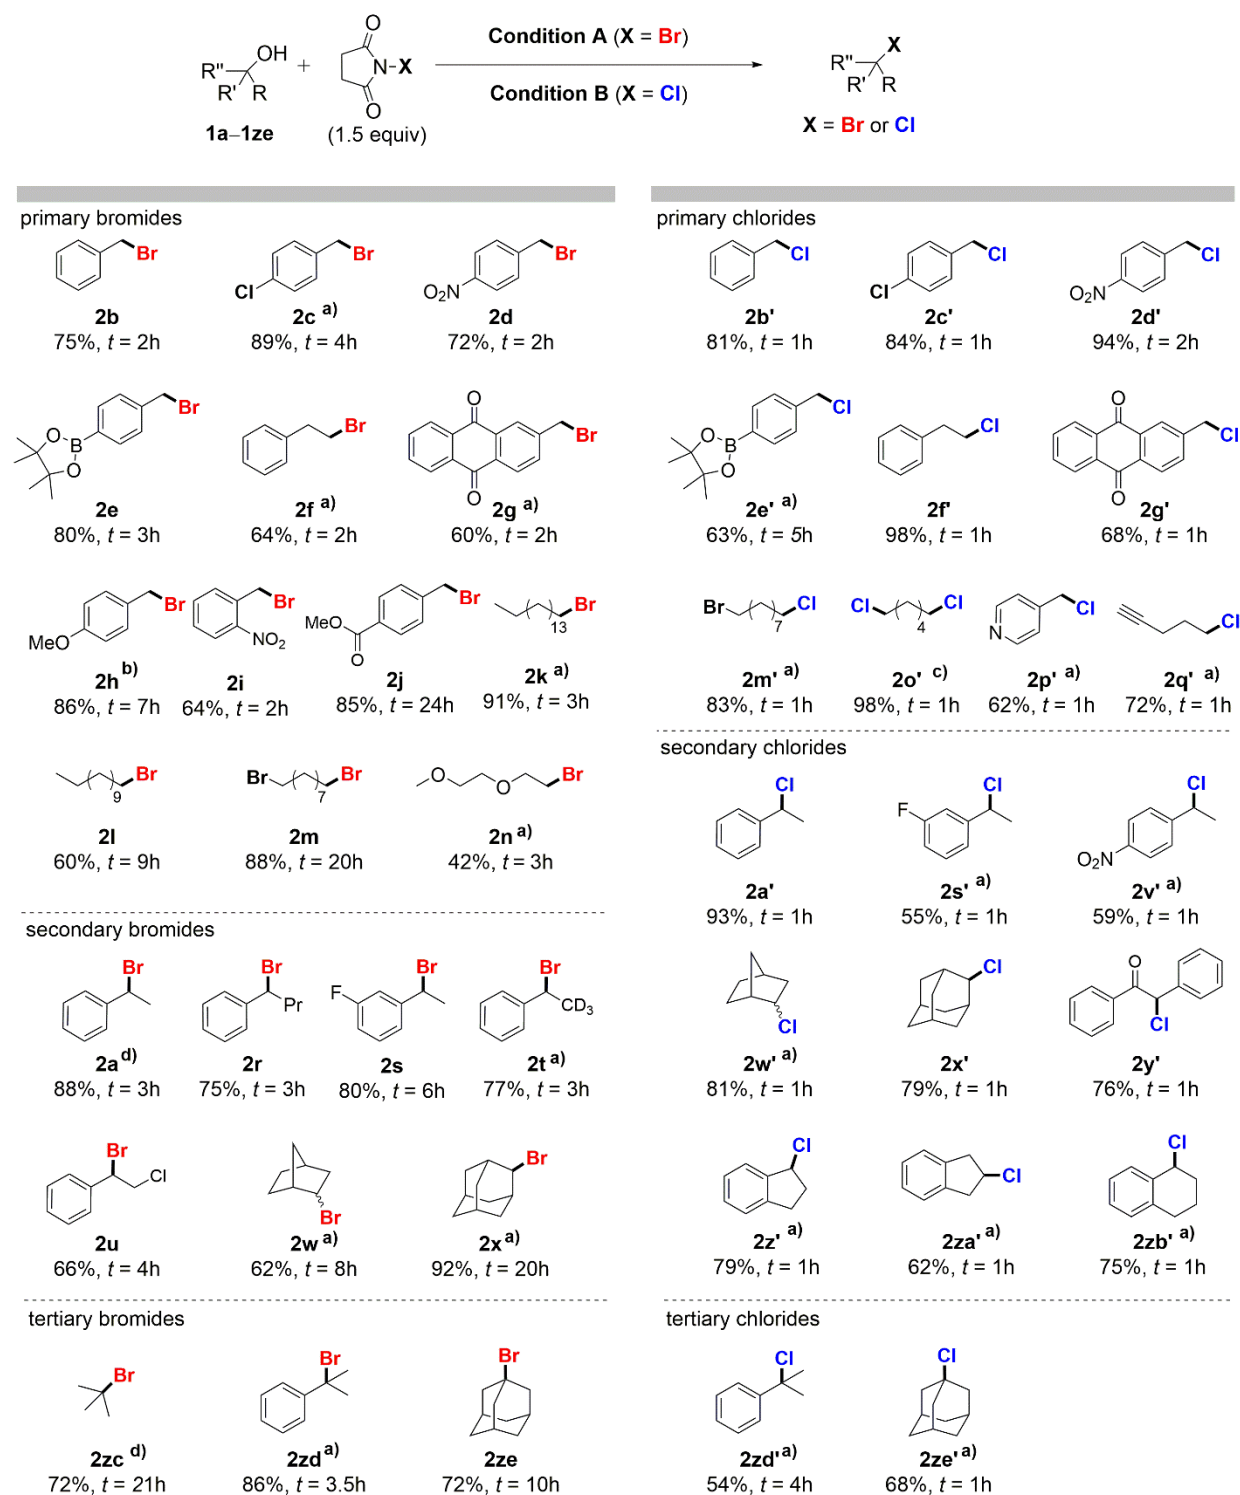 Condition A (X = Br)
Condition B (X = Cl)
R" R' R OH
+
O N–X O
1a–1ze
(1.5 equiv)
R" R' R X
X = Br or Cl
primary bromides
Br
Cl Br
O₂N Br
2b
2c a)
2d
75%, t = 2h
89%, t = 4h
72%, t = 2h
O B O Br
Br
O O Br
2e
2f a)
2g a)
80%, t = 3h
64%, t = 2h
60%, t = 2h
MeO Br
Br NO₂
MeO O Br
13 Br
2h b)
2i
2j
2k a)
86%, t = 7h
64%, t = 2h
85%, t = 24h
91%, t = 3h
9 Br
Br 7 Br
O O Br
2l
2m
2n a)
60%, t = 9h
88%, t = 20h
42%, t = 3h
secondary bromides
Br
Br Pr
F Br
Br CD₃
2a d)
2r
2s
2t a)
88%, t = 3h
75%, t = 3h
80%, t = 6h
77%, t = 3h
Br Cl
Br
Br
2u
2w a)
2x a)
66%, t = 4h
62%, t = 8h
92%, t = 20h
tertiary bromides
Br
Br
Br
2zc d)
2zd a)
2ze
72%, t = 21h
86%, t = 3.5h
72%, t = 10h
primary chlorides
Cl
Cl Cl
O₂N Cl
2b'
2c'
2d'
81%, t = 1h
84%, t = 1h
94%, t = 2h
O B O Cl
Cl
O O Cl
2e' a)
2f'
2g'
63%, t = 5h
98%, t = 1h
68%, t = 1h
Br 7 Cl
Cl 4 Cl
N Cl
Cl
2m' a)
2o' c)
2p' a)
2q' a)
83%, t = 1h
98%, t = 1h
62%, t = 1h
72%, t = 1h
secondary chlorides
Cl
F Cl
O₂N Cl
2a'
2s' a)
2v' a)
93%, t = 1h
55%, t = 1h
59%, t = 1h
Cl
Cl
O Cl
2w' a)
2x'
2y'
81%, t = 1h
79%, t = 1h
76%, t = 1h
Cl
Cl
Cl
2z' a)
2za' a)
2zb' a)
79%, t = 1h
62%, t = 1h
75%, t = 1h
tertiary chlorides
Cl
Cl
2zd' a)
2ze' a)
54%, t = 4h
68%, t = 1h